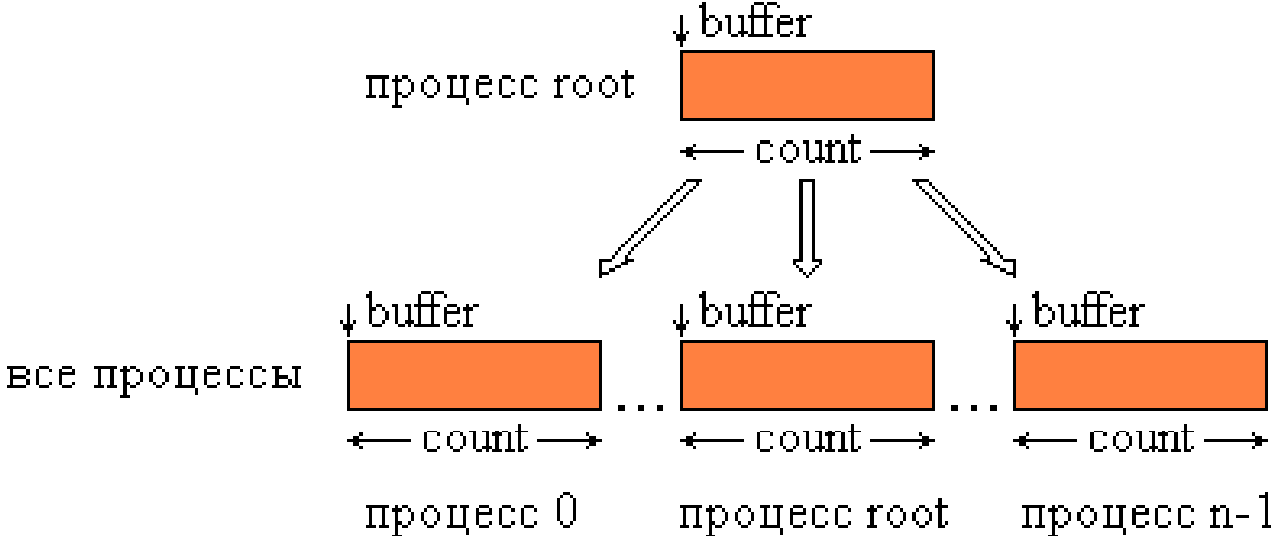 buffer
процесс root
count
buffer buffer buffer
все процессы ... ...
count count count
процесс 0 процесс root процесс n-1